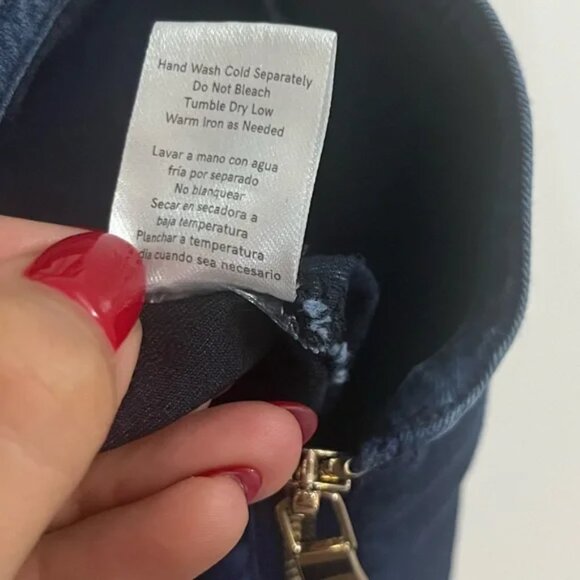 Hand Wash Cold Separately
Do Not Bleach
Tumble Dry Low
Warm Iron as Needed
Lavar a mano con agua
fría por separado
No blanquear
Secar en secadora a
baja temperatura
Planchar a temperatura
dia cuando sea necesario